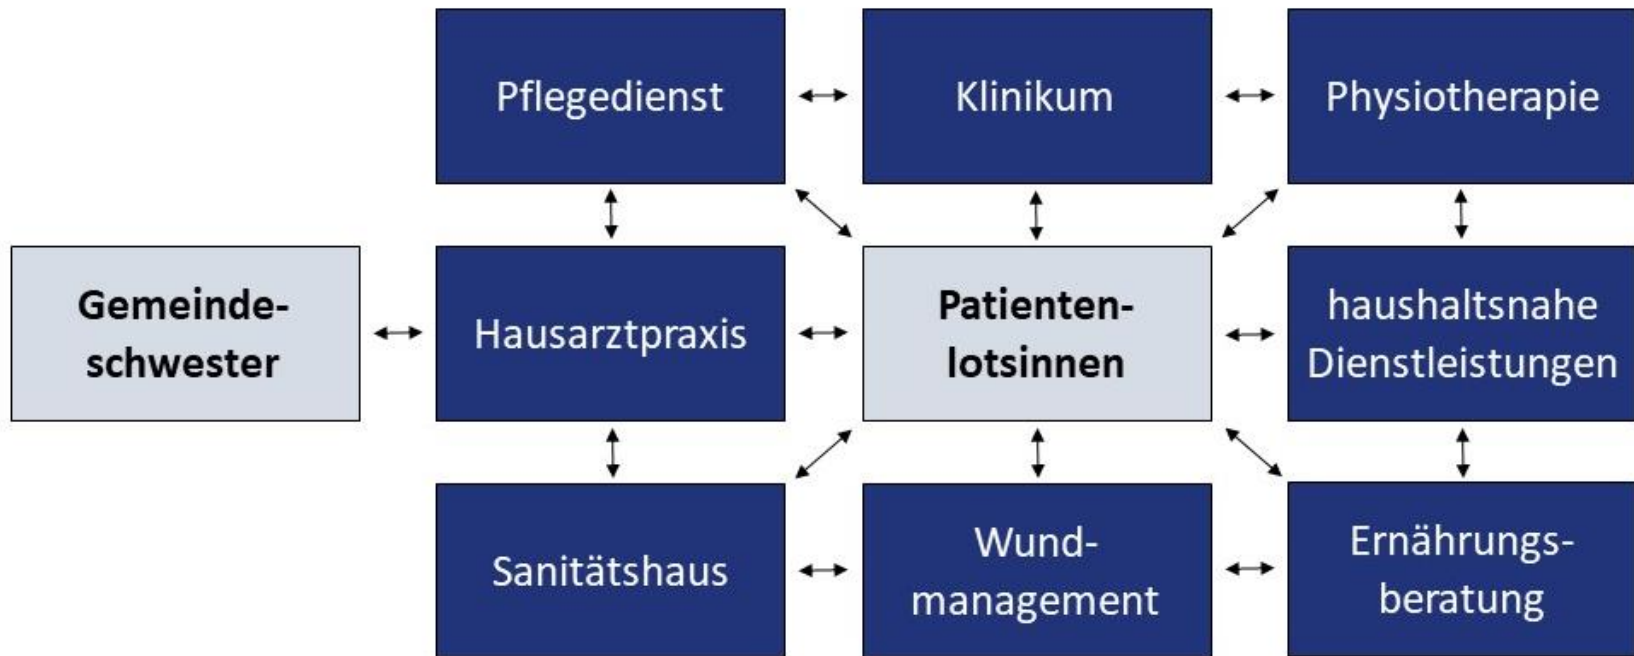 Pflegedienst
Klinikum
Physiotherapie
Gemeinde-
schwester
Hausarztpraxis
Patienten-
lotsinnen
haushaltsnahe
Dienstleistungen
Sanitätshaus
Wund-
management
Ernährungs-
beratung